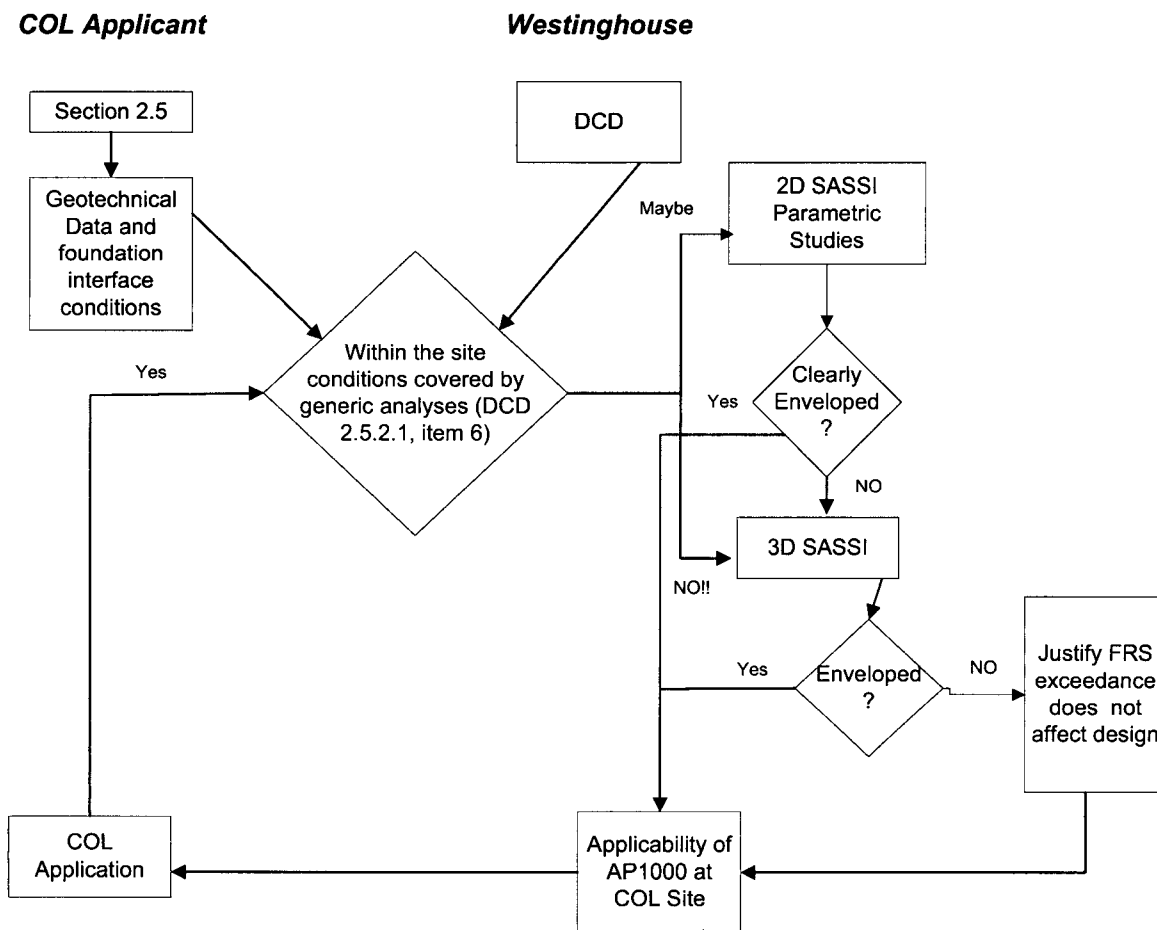 COL Applicant
Westinghouse
Section 2.5
DCD
Geotechnical
Data and
foundation
interface
conditions
Maybe
2D SASSI
Parametric
Studies
Yes
Within the site
conditions covered by
generic analyses (DCD
2.5.2.1, item 6)
Yes
Clearly
Enveloped
?
NO
3D SASSI
NO!!
Yes
Enveloped
?
NO
Justify FRS
exceedance
does not
affect design
COL
Application
Applicability of
AP1000 at
COL Site